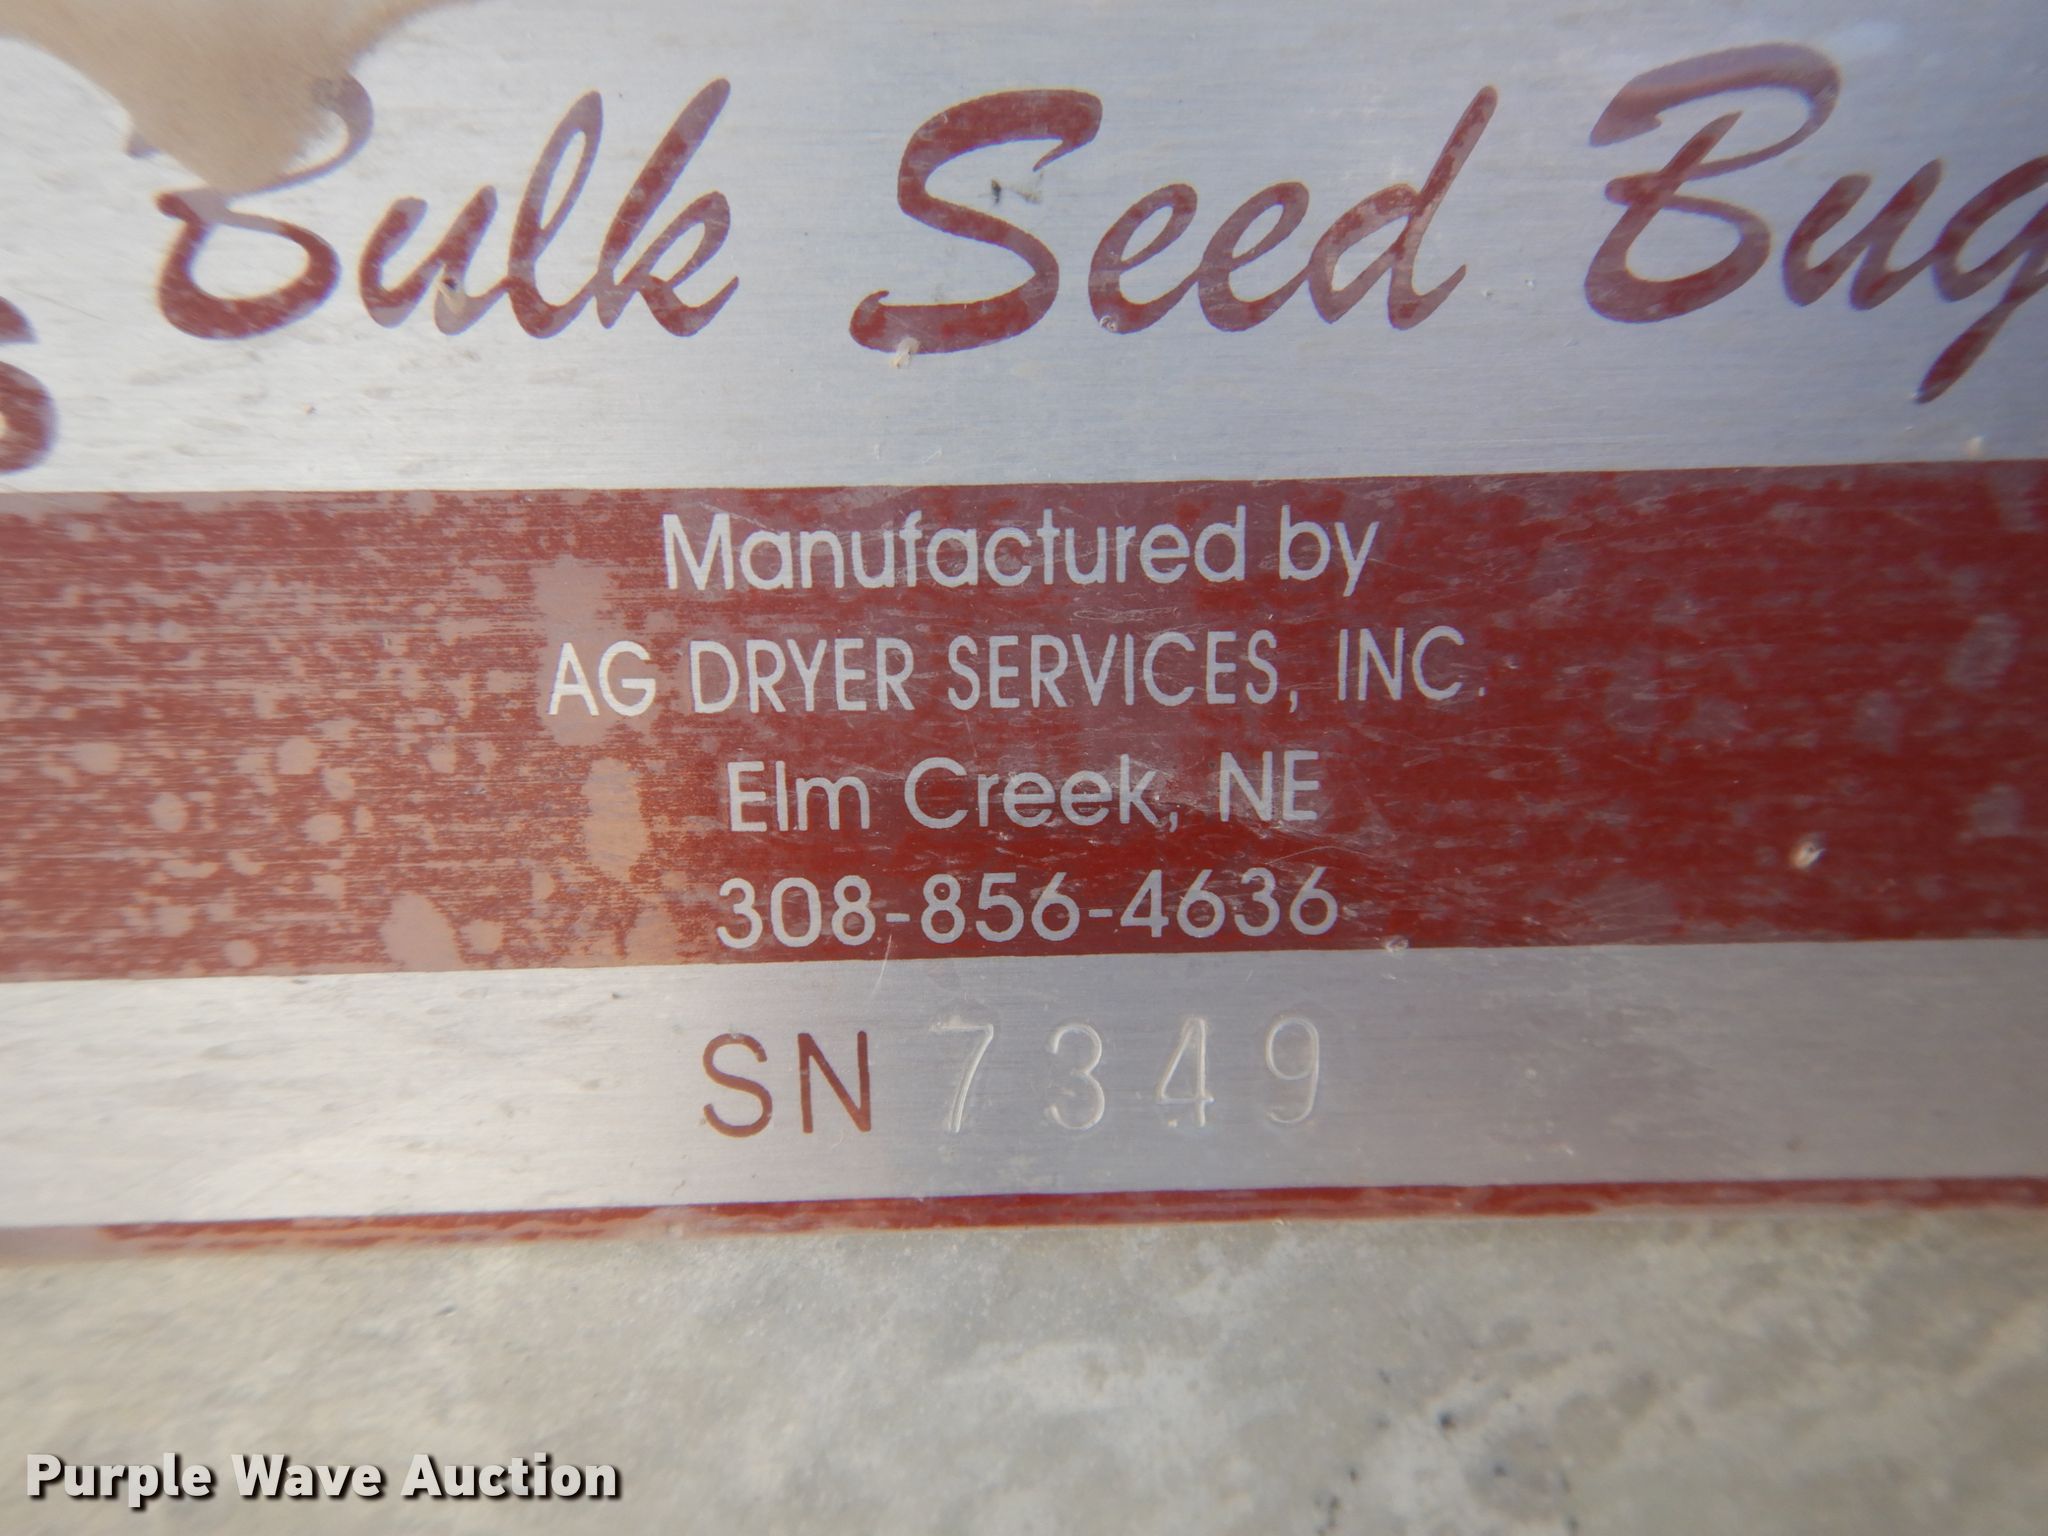 Bulk Seed Bug
Manufactured by
AG DRYER SERVICES, INC.
Elm Creek, NE
308-856-4636
SN 7349
Purple Wave Auction